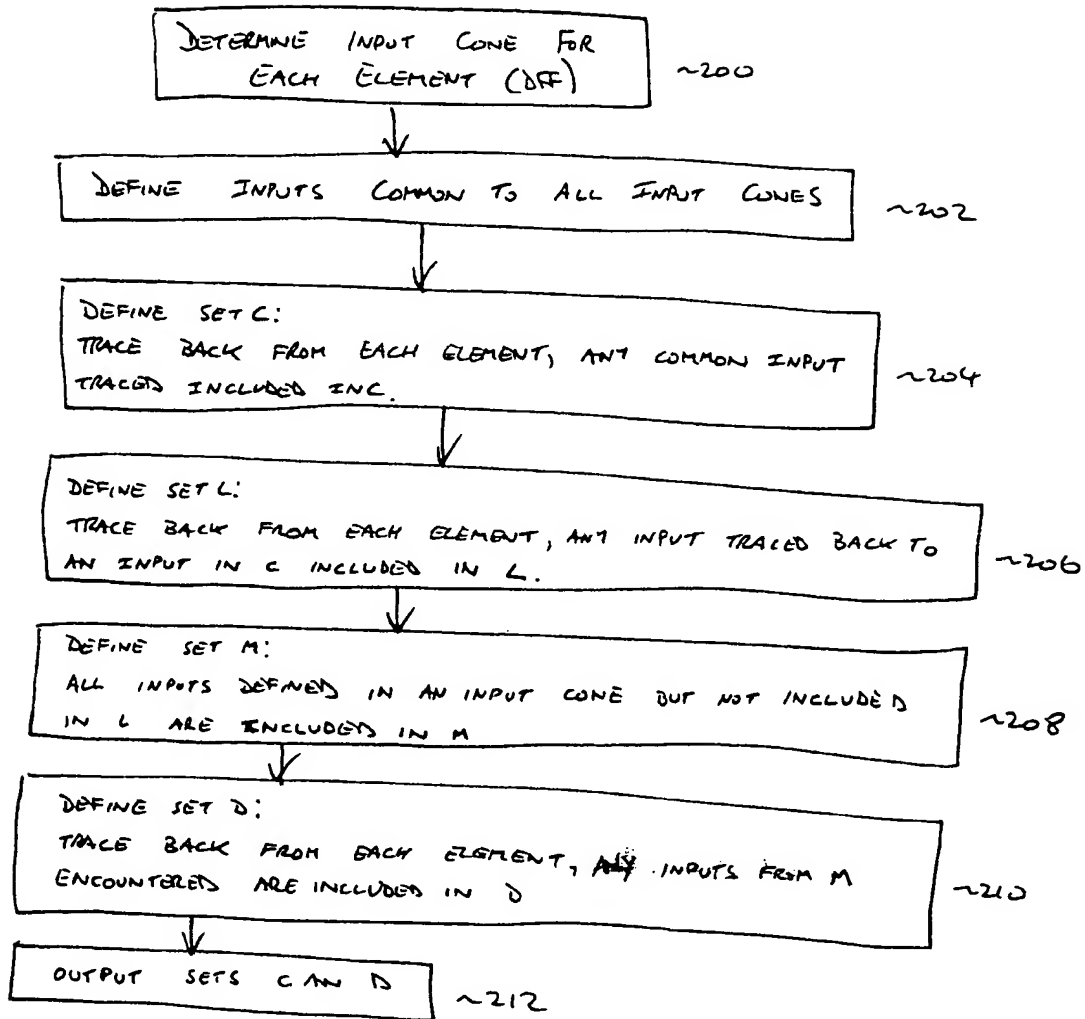 DETERMINE INPUT CONE FOR
EACH ELEMENT (DFF)
~200
DEFINE INPUTS COMMON TO ALL INPUT CONES
~202
DEFINE SET C:
TRACE BACK FROM EACH ELEMENT, ANY COMMON INPUT
TRACED INCLUDED IN C.
~204
DEFINE SET L:
TRACE BACK FROM EACH ELEMENT, ANY INPUT TRACED BACK TO
AN INPUT IN C INCLUDED IN L.
~206
DEFINE SET M:
ALL INPUTS DEFINED IN AN INPUT CONE BUT NOT INCLUDED
IN L ARE INCLUDED IN M
~208
DEFINE SET D:
TRACE BACK FROM EACH ELEMENT, ANY INPUTS FROM M
ENCOUNTERED ARE INCLUDED IN D
~210
OUTPUT SETS C AN D
~212